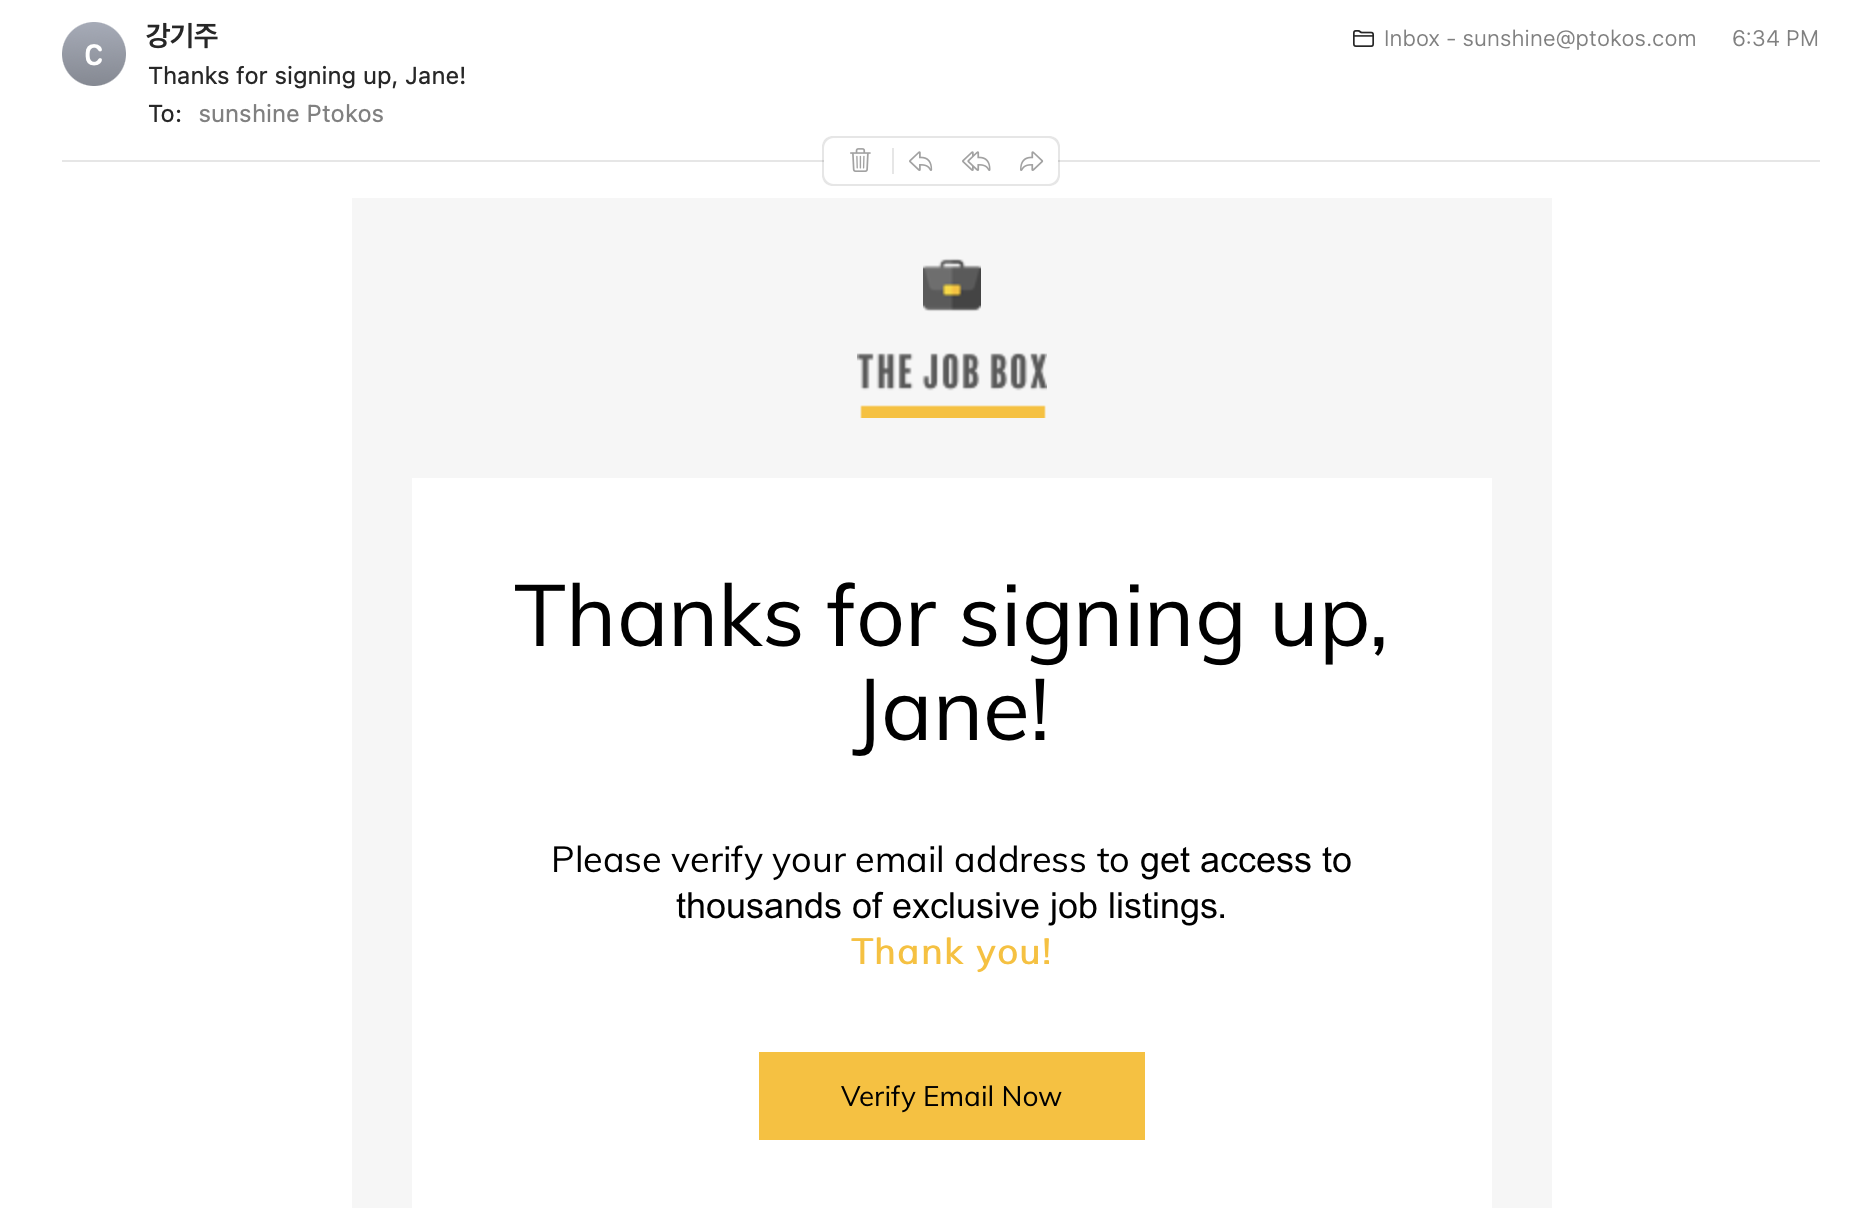 C
강기주
Inbox - sunshine@ptokos.com
6:34 PM
Thanks for signing up, Jane!
To: sunshine Ptokos
THE JOB BOX
Thanks for signing up,
Jane!
Please verify your email address to get access to
thousands of exclusive job listings.
Thank you!
Verify Email Now